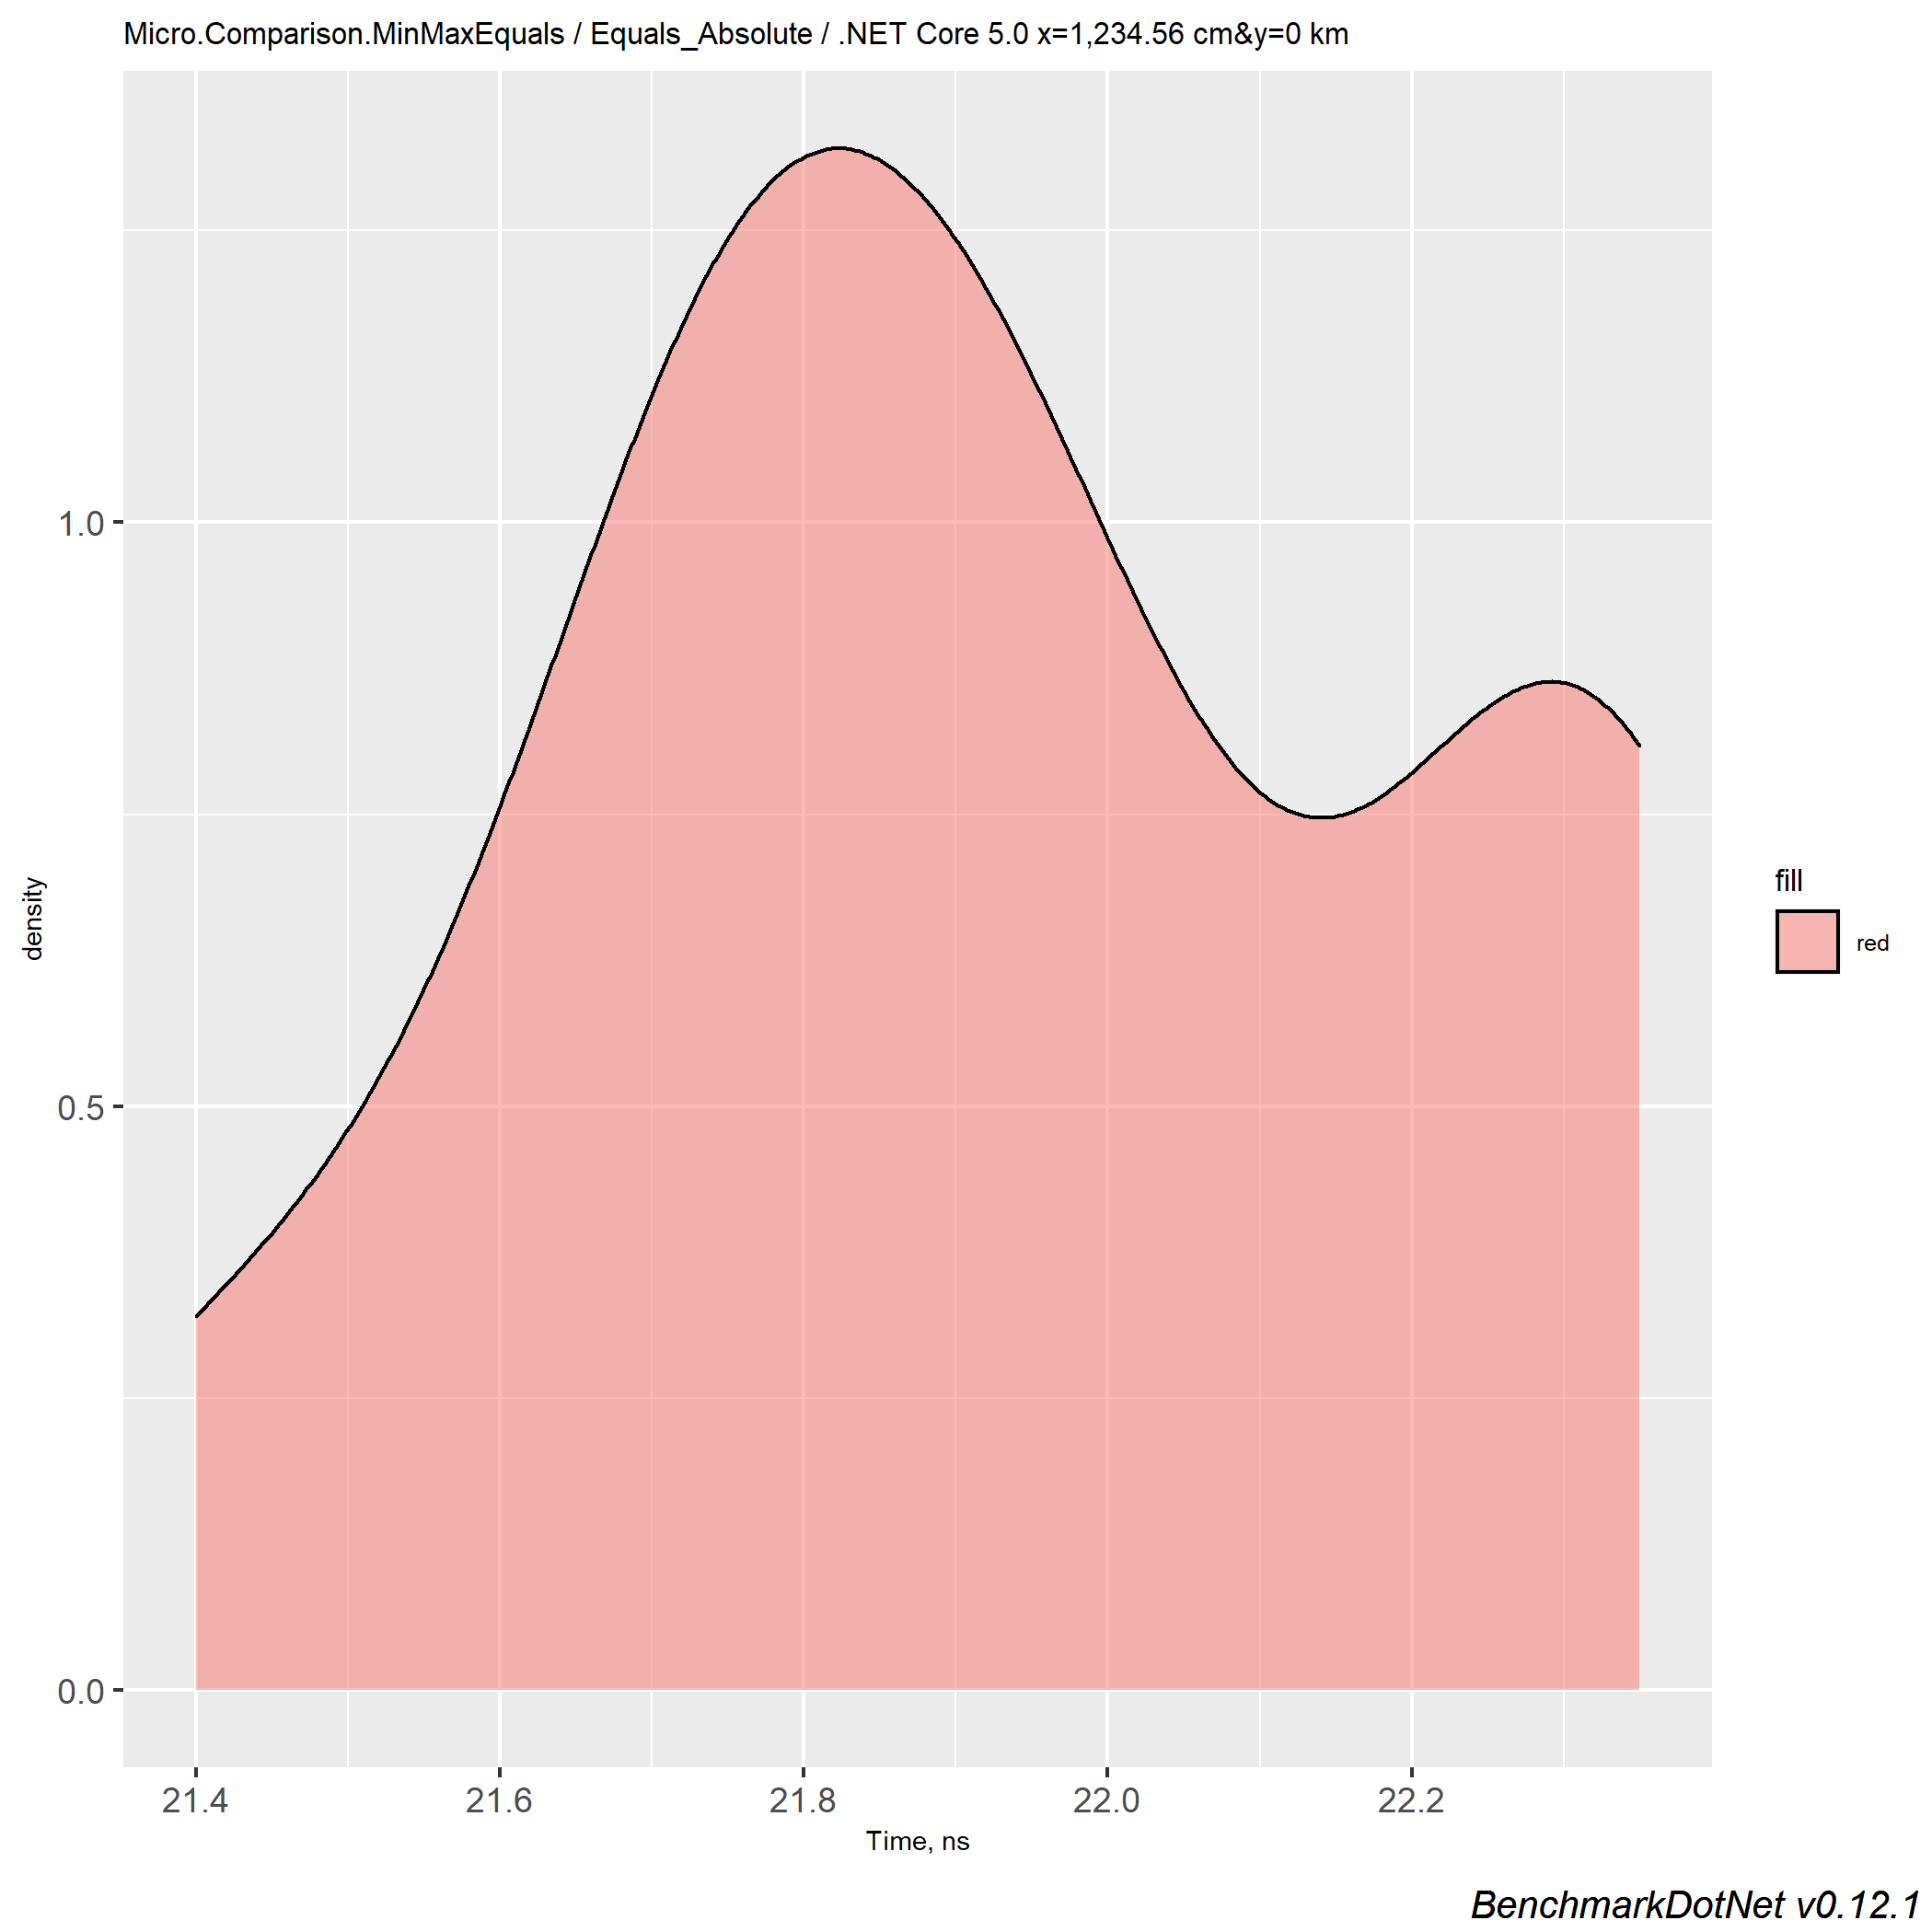 Micro.Comparison.MinMaxEquals / Equals_Absolute / .NET Core 5.0 x=1,234.56 cm&y=0 km
1.0
0.5
0.0
density
21.4 21.6 21.8 22.0 22.2
Time, ns
fill
red
BenchmarkDotNet v0.12.1